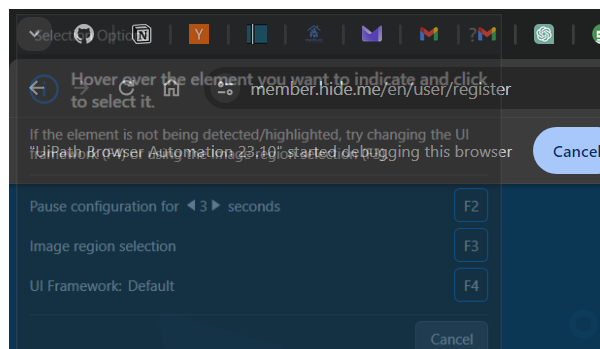 Selection Options
Hover over the element you want to indicate and click
to select it.
member.hide.me/en/user/register
If the element is not being detected/highlighted, try changing the UI
framework (F4) or using the image region selection (F3).
"UiPath Browser Automation 23.10" started debugging this browser
Cancel
Pause configuration for 3 seconds
F2
Image region selection
F3
UI Framework: Default
F4
Cancel